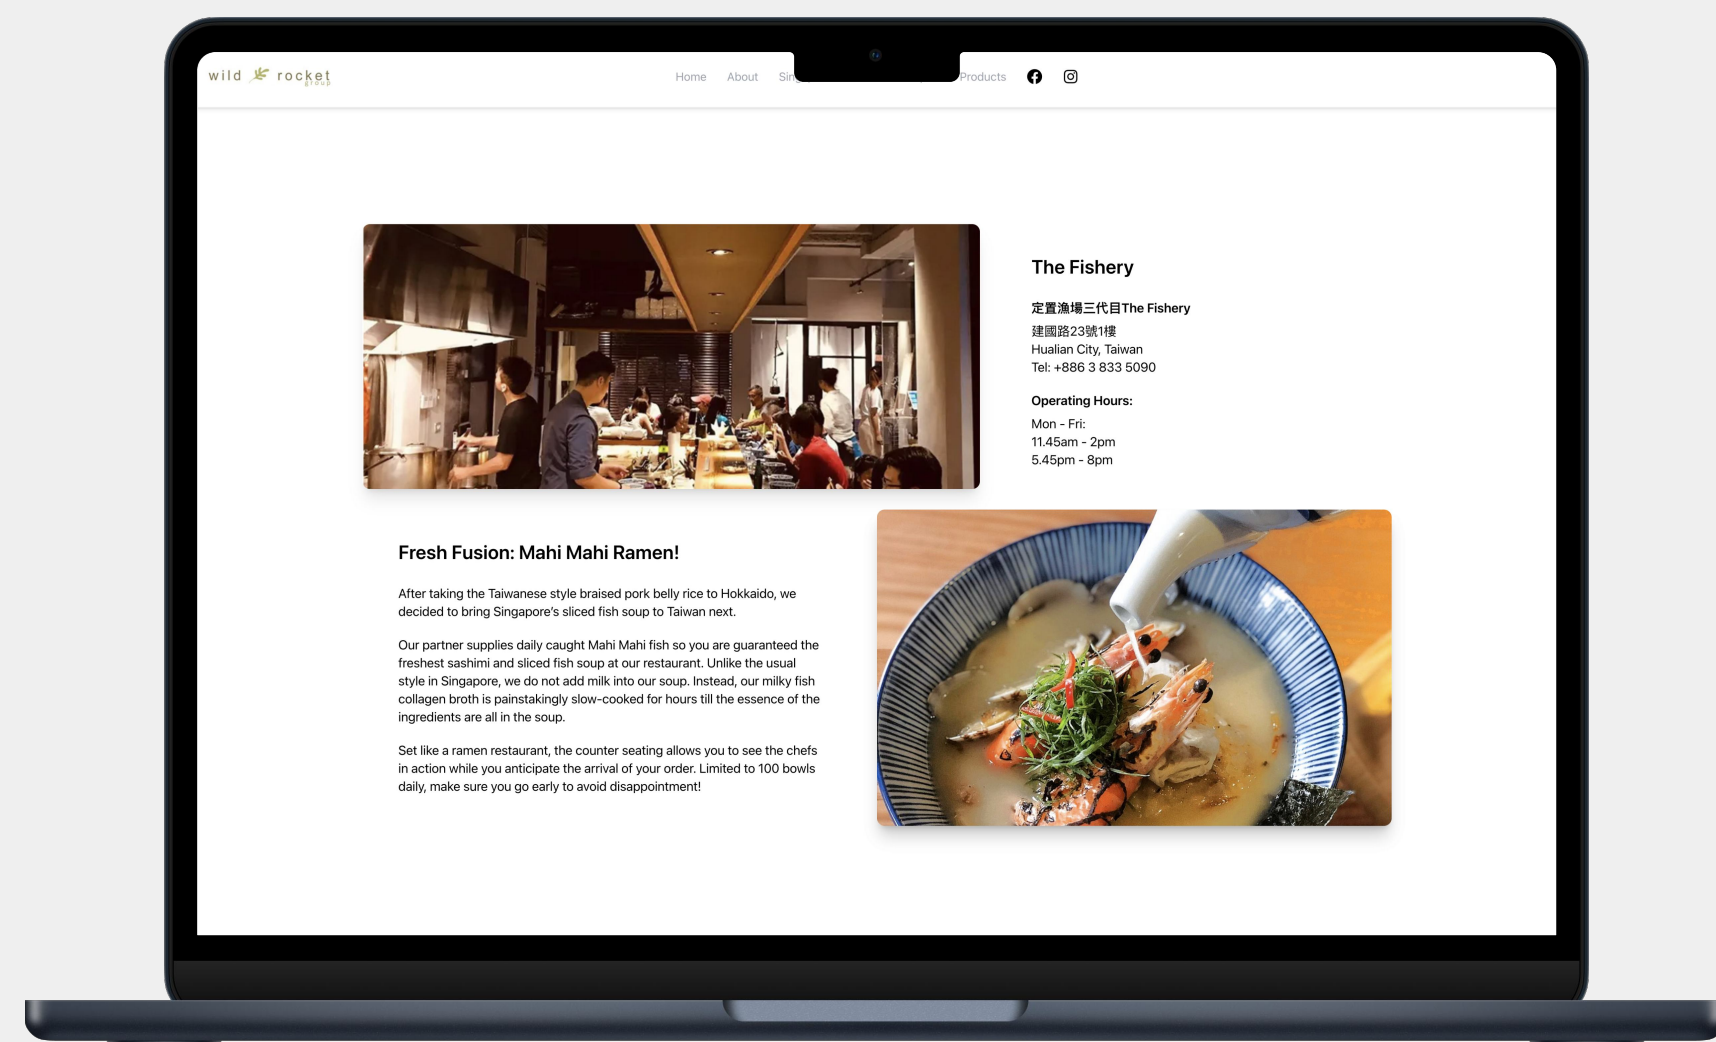 wild rocket
group
Home About Products
The Fishery
定置漁場三代目The Fishery
建國路23號1樓
Hualian City, Taiwan
Tel: +886 3 833 5090
Operating Hours:
Mon - Fri:
11.45am - 2pm
5.45pm - 8pm
Fresh Fusion: Mahi Mahi Ramen!
After taking the Taiwanese style braised pork belly rice to Hokkaido, we
decided to bring Singapore's sliced fish soup to Taiwan next.
Our partner supplies daily caught Mahi Mahi fish so you are guaranteed the
freshest sashimi and sliced fish soup at our restaurant. Unlike the usual
style in Singapore, we do not add milk into our soup. Instead, our milky fish
collagen broth is painstakingly slow-cooked for hours till the essence of the
ingredients are all in the soup.
Set like a ramen restaurant, the counter seating allows you to see the chefs
in action while you anticipate the arrival of your order. Limited to 100 bowls
daily, make sure you go early to avoid disappointment!